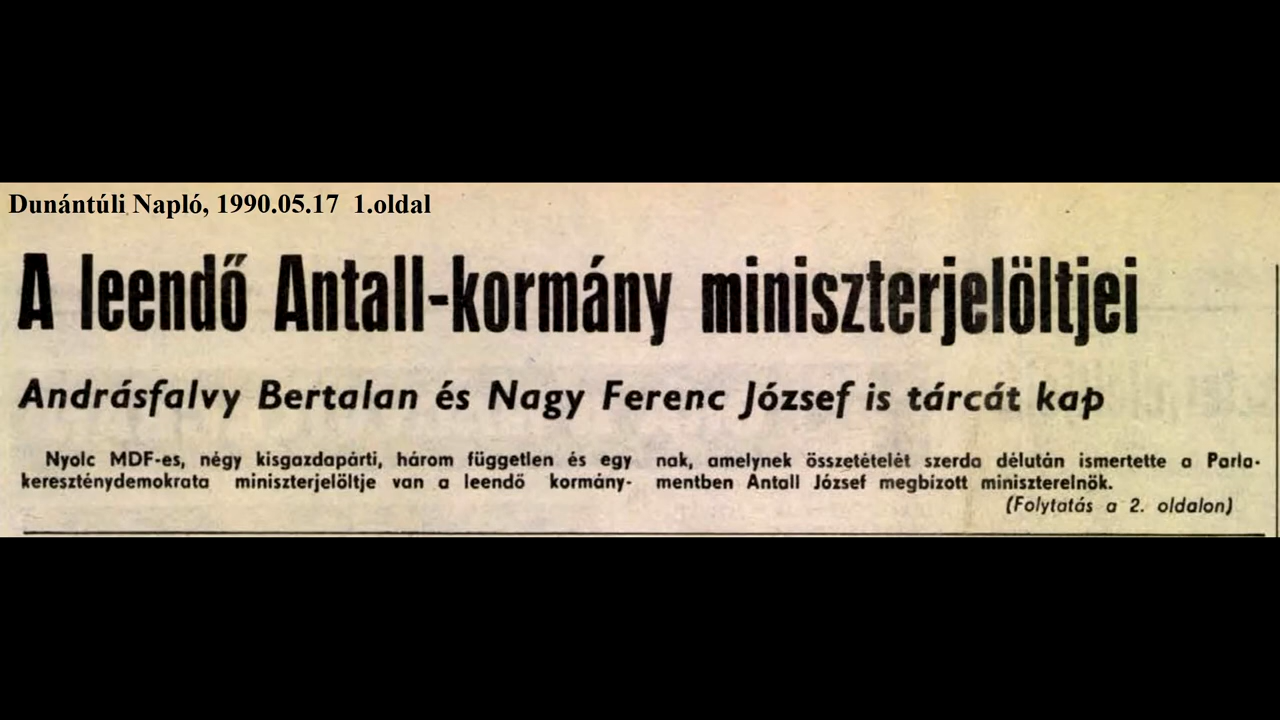 Dunántúli Napló, 1990.05.17 1.oldal
A leendő Antall-kormány miniszterjelöltjei
Andrásfalvy Bertalan és Nagy Ferenc József is tárcát kap
Nyolc MDF-es, négy kisgazdapárti, három független és egy
kereszténydemokrata miniszterjelöltje van a leendő kormány-
nak, amelynek összetételét szerda délután ismertette a Parla-
mentben Antall József megbízott miniszterelnök.
(Folytatás a 2. oldalon)